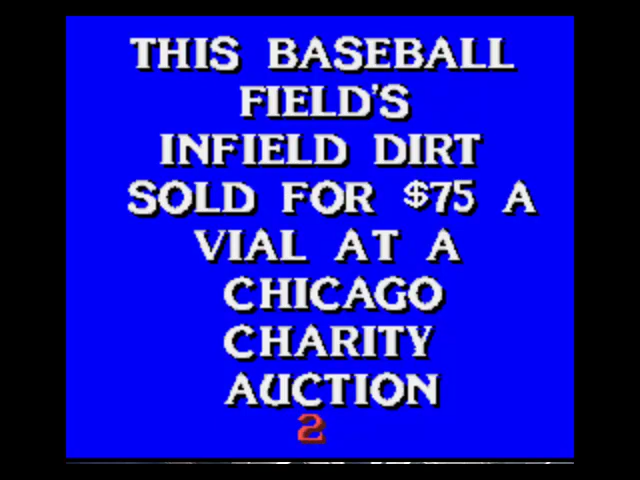 THIS BASEBALL
FIELD'S
INFIELD DIRT
SOLD FOR $75 A
VIAL AT A
CHICAGO
CHARITY
AUCTION
2